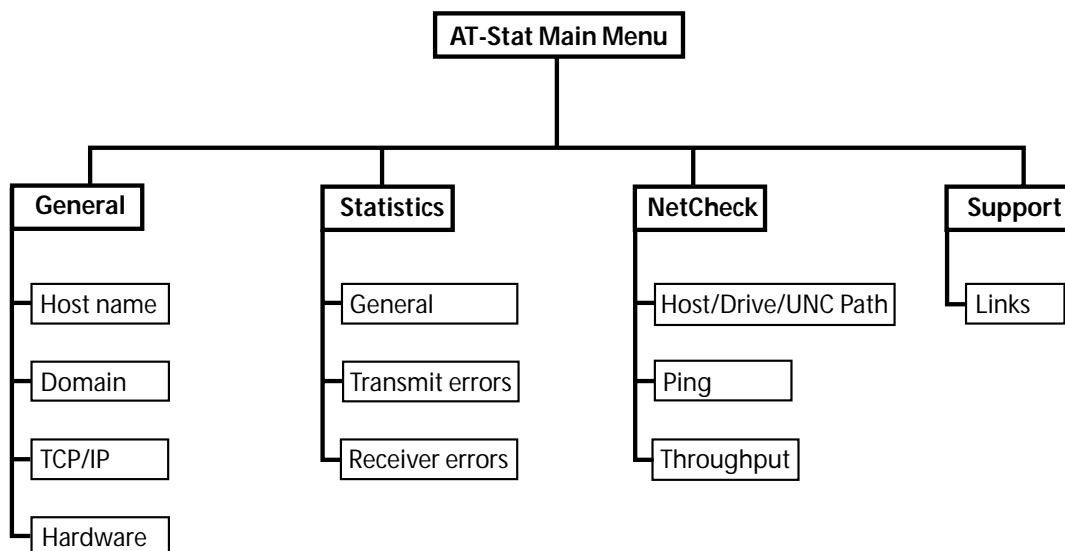 AT-Stat Main Menu
General
Statistics
NetCheck
Support
Host name
General
Host/Drive/UNC Path
Links
Domain
Transmit errors
Ping
TCP/IP
Receiver errors
Throughput
Hardware